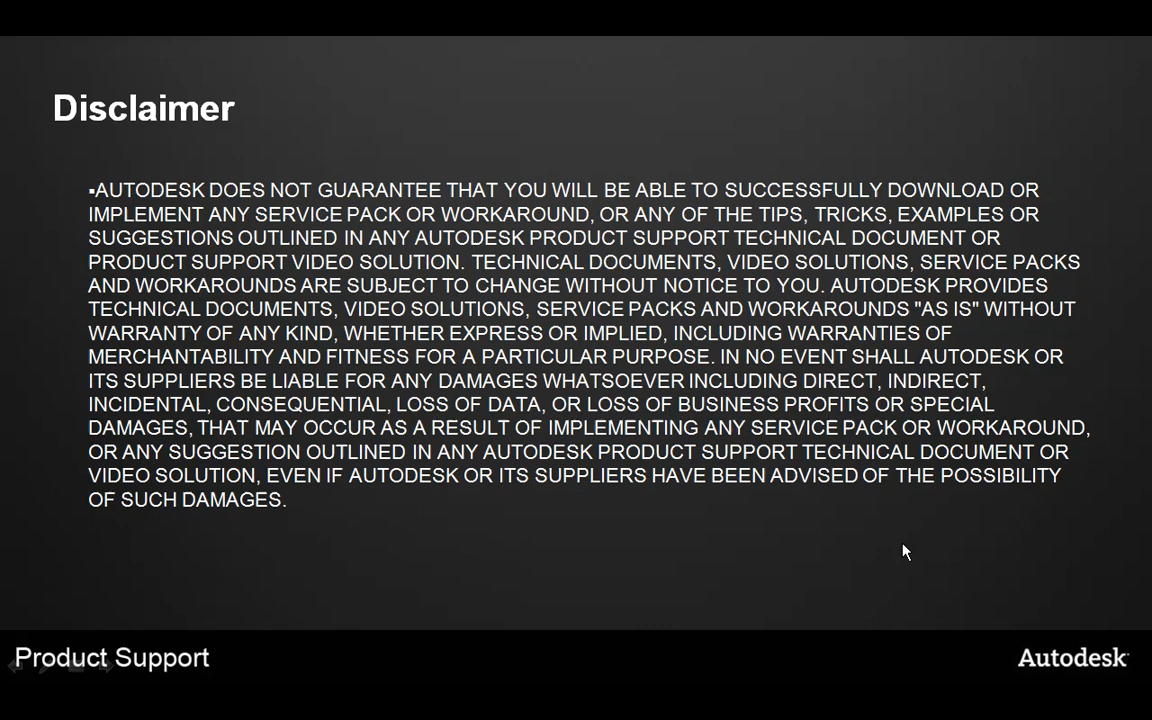 Disclaimer
▪AUTODESK DOES NOT GUARANTEE THAT YOU WILL BE ABLE TO SUCCESSFULLY DOWNLOAD OR
IMPLEMENT ANY SERVICE PACK OR WORKAROUND, OR ANY OF THE TIPS, TRICKS, EXAMPLES OR
SUGGESTIONS OUTLINED IN ANY AUTODESK PRODUCT SUPPORT TECHNICAL DOCUMENT OR
PRODUCT SUPPORT VIDEO SOLUTION. TECHNICAL DOCUMENTS, VIDEO SOLUTIONS, SERVICE PACKS
AND WORKAROUNDS ARE SUBJECT TO CHANGE WITHOUT NOTICE TO YOU. AUTODESK PROVIDES
TECHNICAL DOCUMENTS, VIDEO SOLUTIONS, SERVICE PACKS AND WORKAROUNDS "AS IS" WITHOUT
WARRANTY OF ANY KIND, WHETHER EXPRESS OR IMPLIED, INCLUDING WARRANTIES OF
MERCHANTABILITY AND FITNESS FOR A PARTICULAR PURPOSE. IN NO EVENT SHALL AUTODESK OR
ITS SUPPLIERS BE LIABLE FOR ANY DAMAGES WHATSOEVER INCLUDING DIRECT, INDIRECT,
INCIDENTAL, CONSEQUENTIAL, LOSS OF DATA, OR LOSS OF BUSINESS PROFITS OR SPECIAL
DAMAGES, THAT MAY OCCUR AS A RESULT OF IMPLEMENTING ANY SERVICE PACK OR WORKAROUND,
OR ANY SUGGESTION OUTLINED IN ANY AUTODESK PRODUCT SUPPORT TECHNICAL DOCUMENT OR
VIDEO SOLUTION, EVEN IF AUTODESK OR ITS SUPPLIERS HAVE BEEN ADVISED OF THE POSSIBILITY
OF SUCH DAMAGES.
Product Support
Autodesk